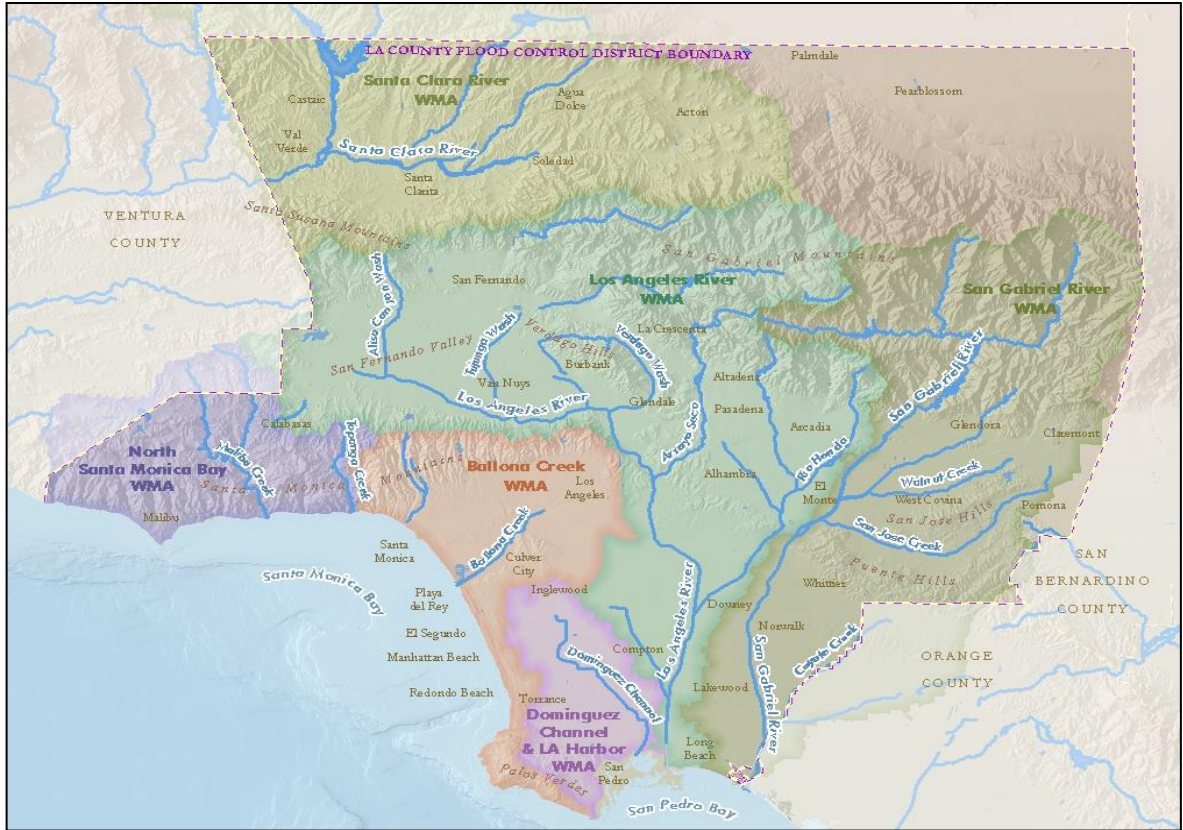 LA COUNTY FLOOD CONTROL DISTRICT BOUNDARY
Palmdale
Santa Clara River
WMA
Pearblossom
Castaic
Agua
Dolce
Acton
Val
Verde
Santa Clara River
Soledad
Santa
Clarita
VENTURA
COUNTY
Santa Susana Mountains
San Gabriel Mountains
Aliso Can yon Wash
San Fernando
Los Angeles River
WMA
San Gabriel River
WMA
San Fernando Valley
Tujunga Wash
Verdugo Hills
Verdugo Wash
La Crescenta
Burbank
Van Nuys
Altadena
San Gabriel River
Los Angeles River
Glendale
Pasadena
Arroyo Seco
Arcadia
Rio Hondo
Glendora
Claremont
Calabasas
North
Santa Monica Bay
WMA
Malibu Creek
Topanga Creek
Santa Monica Mountains
Malibu
Ballona Creek
WMA
Los
Angeles
Alhambra
El
Monte
Walnut Creek
West Covina
San Jose Hills
Pomona
San Jose Creek
Santa
Monica
Ballona Creek
Culver
City
Puente Hills
SAN
BERNARDINO
COUNTY
Santa Monica Bay
Playa
del Rey
Inglewood
Whittier
Downey
El Segundo
Norwalk
Los Angeles River
Manhattan Beach
Compton
Coyote Creek
ORANGE
COUNTY
Dominguez Channel
Redondo Beach
Torrance
Lakewood
San Gabriel River
Dominguez
Channel
& LA Harbor
WMA
Long
Beach
Palos Verdes
San
Pedro
San Pedro Bay